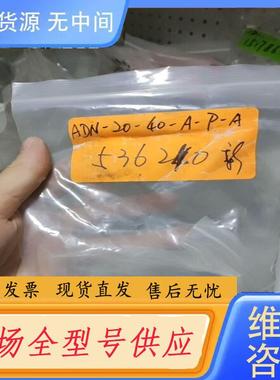 货源 无中间
ADN-20-40-A-P-A
536240 新
发票 现货直发 售后无忧
场全型号供应
维
咨